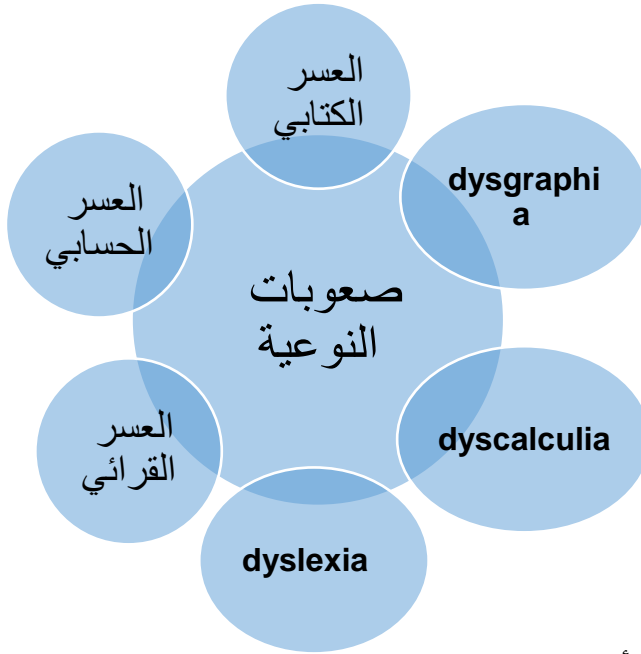 العسر
الكتابي
dysgraphi
a
العسر
الحسابي
صعوبات
النوعية
العسر
القرائي
dyscalculia
dyslexia